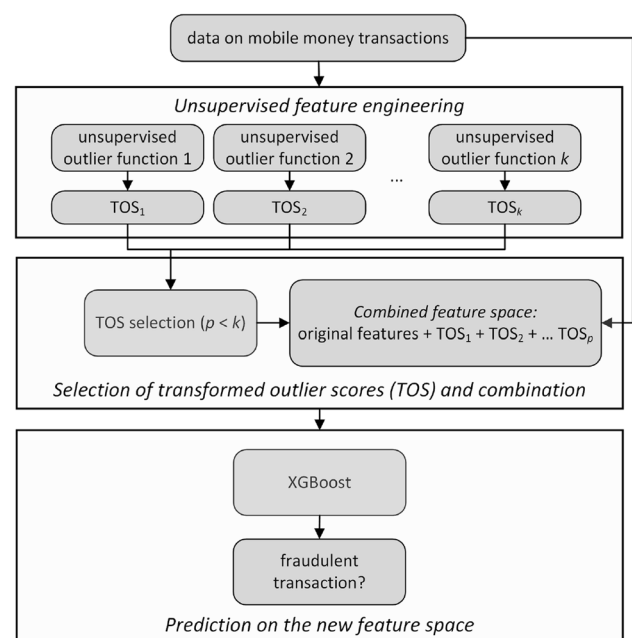 data on mobile money transactions
Unsupervised feature engineering
unsupervised
outlier function 1
unsupervised
outlier function 2
unsupervised
outlier function k
...
TOS₁
TOS₂
TOSₖ
TOS selection (p < k)
Combined feature space:
original features + TOS₁ + TOS₂ + ... TOSₚ
Selection of transformed outlier scores (TOS) and combination
XGBoost
fraudulent
transaction?
Prediction on the new feature space